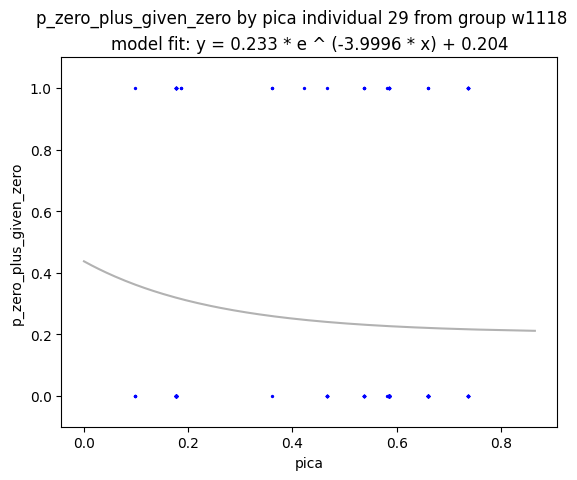 p_zero_plus_given_zero by pica individual 29 from group w1118
model fit: y = 0.233 * e ^ (-3.9996 * x) + 0.204
1.0
0.8
0.6
0.4
0.2
0.0
p_zero_plus_given_zero
0.0 0.2 0.4 0.6 0.8
pica